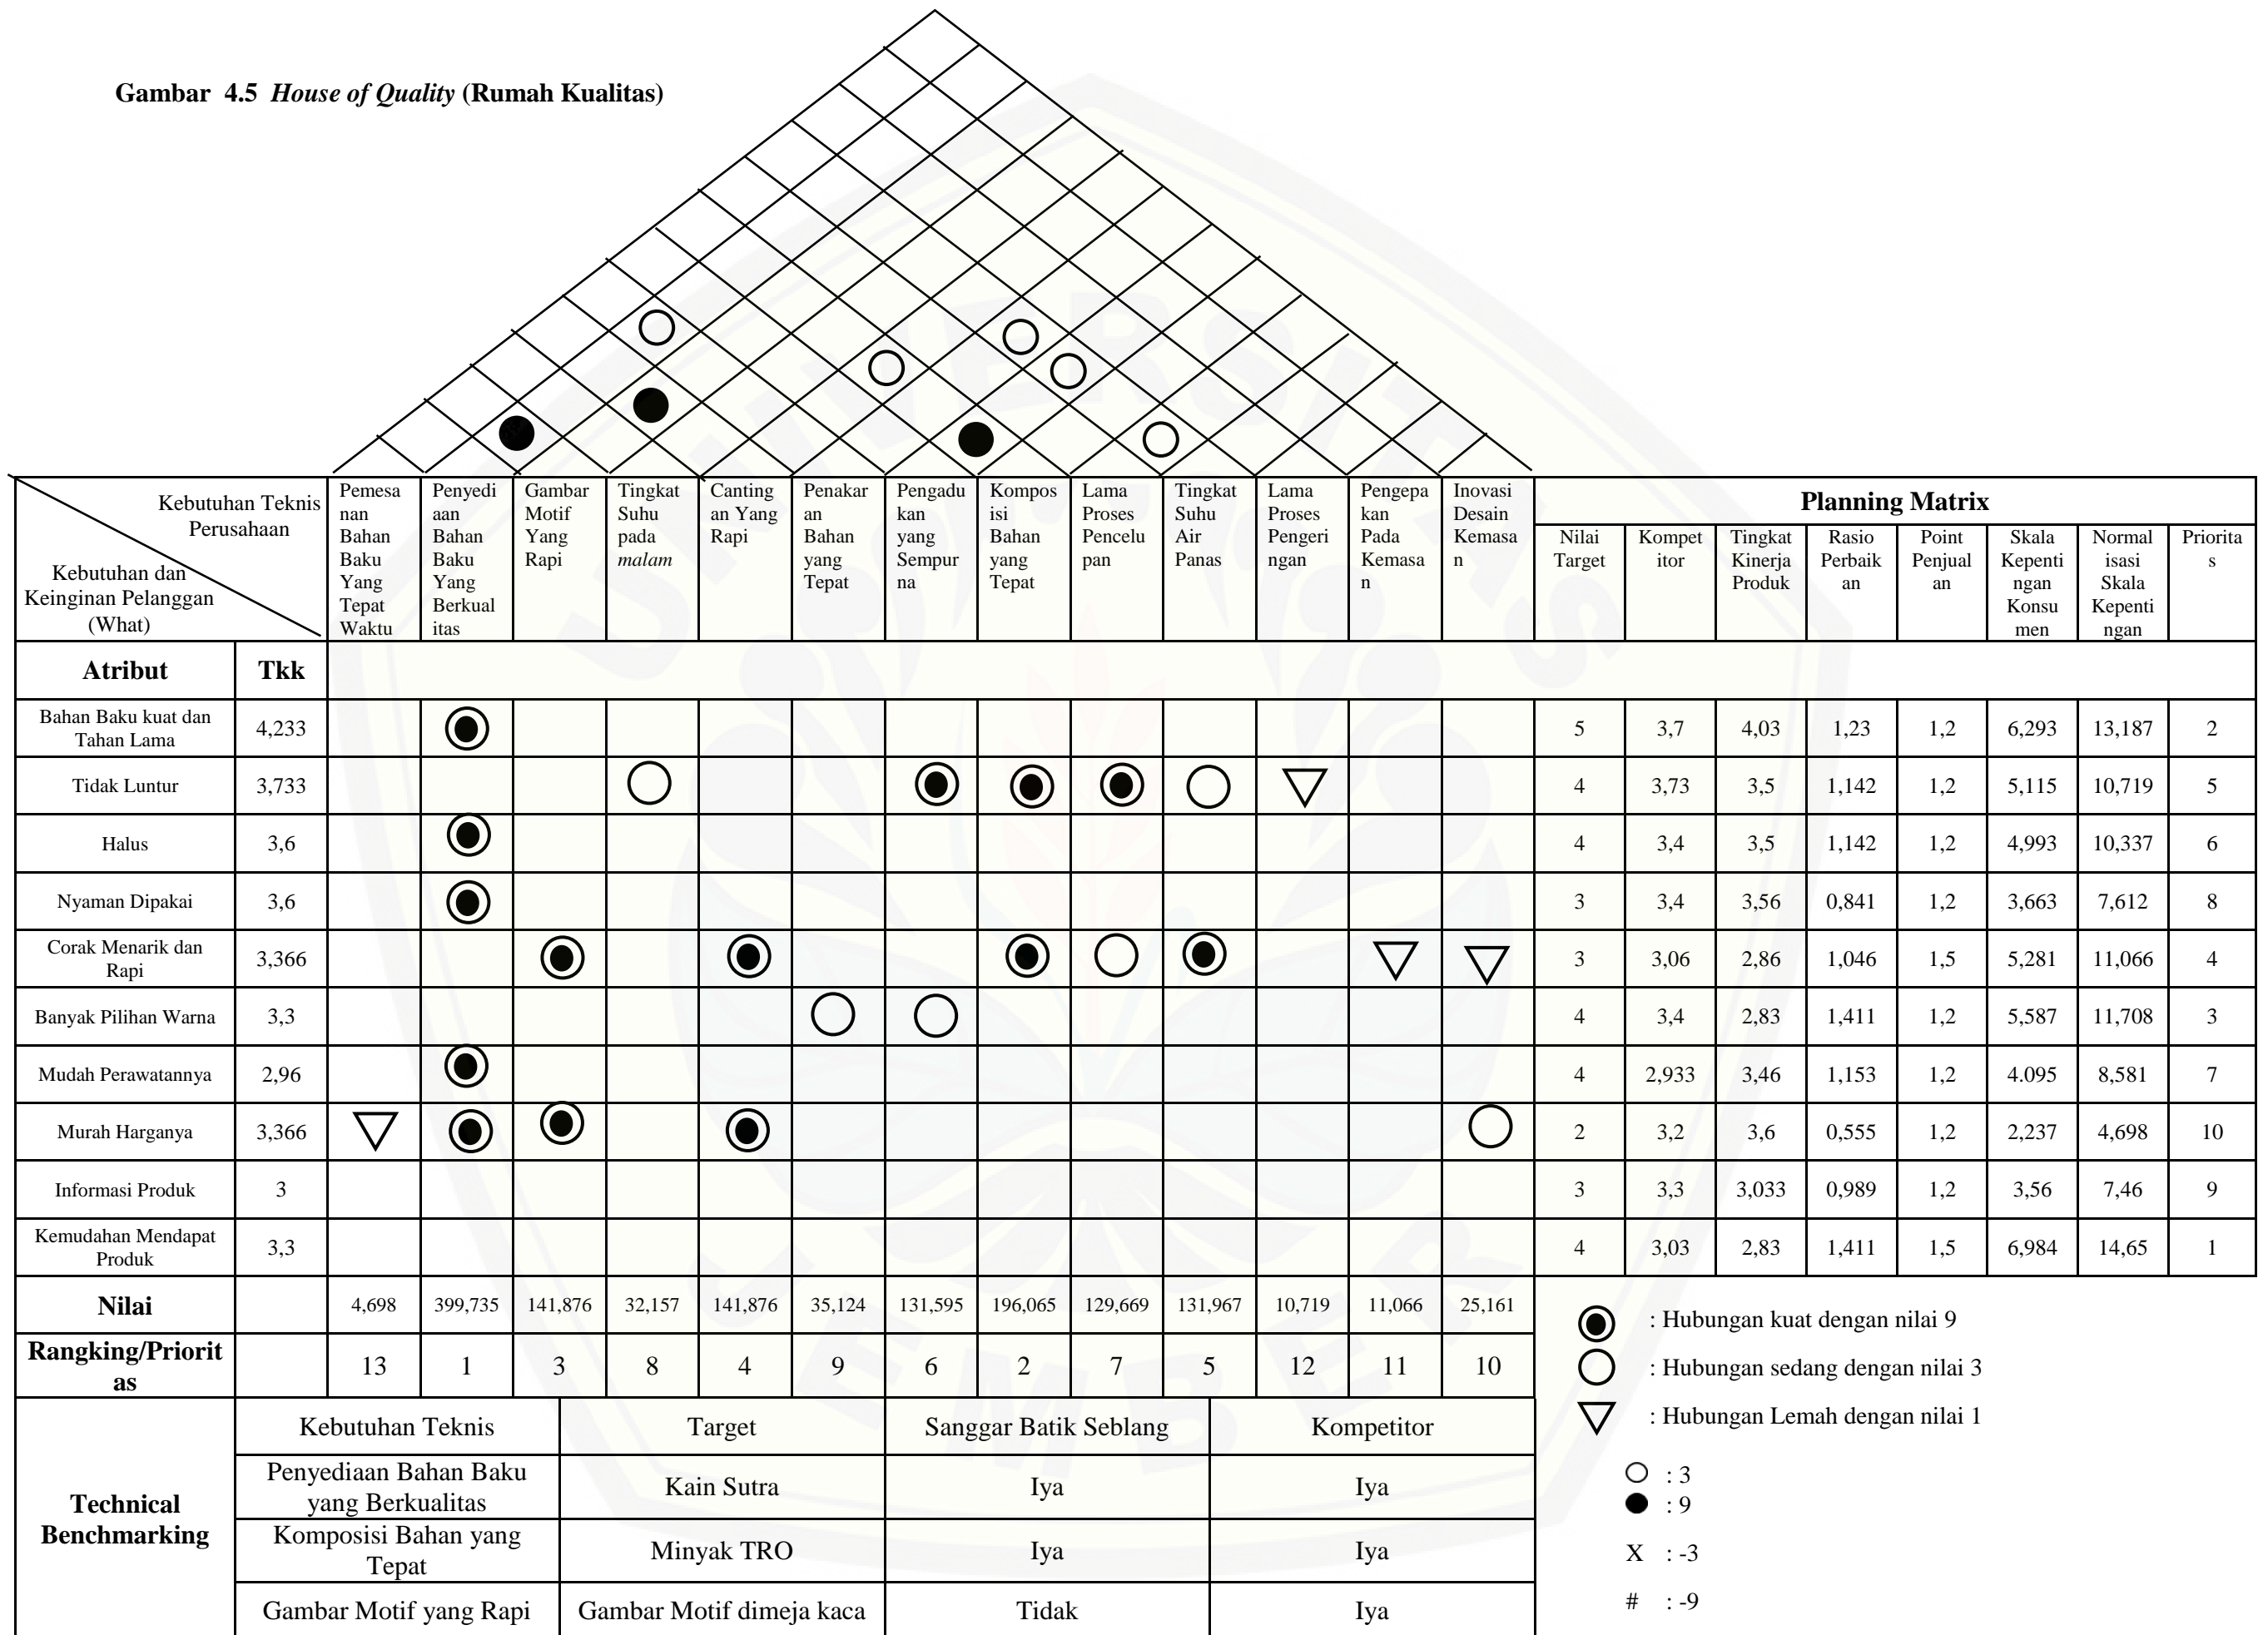 Gambar 4.5 House of Quality (Rumah Kualitas)
Kebutuhan Teknis
Perusahaan
Kebutuhan dan
Keinginan Pelanggan
(What)
Pemesa
nan
Bahan
Baku
Yang
Tepat
Waktu
Penyedi
aan
Bahan
Baku
Yang
Berkual
itas
Gambar
Motif
Yang
Rapi
Tingkat
Suhu
pada
malam
Canting
an Yang
Rapi
Penakar
an
Bahan
yang
Tepat
Pengadu
kan
yang
Sempur
na
Kompos
isi
Bahan
yang
Tepat
Lama
Proses
Pencelu
pan
Tingkat
Suhu
Air
Panas
Lama
Proses
Pengeri
ngan
Pengepa
kan
Pada
Kemasa
n
Inovasi
Desain
Kemasa
n
Planning Matrix
Nilai
Target
Kompet
itor
Tingkat
Kinerja
Produk
Rasio
Perbaik
an
Point
Penjual
an
Skala
Kepenti
ngan
Konsu
men
Normal
isasi
Skala
Kepenti
ngan
Priorita
s
Atribut Tkk
Bahan Baku kuat dan
Tahan Lama
4,233 5 3,7 4,03 1,23 1,2 6,293 13,187 2
Tidak Luntur 3,733 4 3,73 3,5 1,142 1,2 5,115 10,719 5
Halus 3,6 4 3,4 3,5 1,142 1,2 4,993 10,337 6
Nyaman Dipakai 3,6 3 3,4 3,56 0,841 1,2 3,663 7,612 8
Corak Menarik dan
Rapi
3,366 3 3,06 2,86 1,046 1,5 5,281 11,066 4
Banyak Pilihan Warna 3,3 4 3,4 2,83 1,411 1,2 5,587 11,708 3
Mudah Perawatannya 2,96 4 2,933 3,46 1,153 1,2 4.095 8,581 7
Murah Harganya 3,366 2 3,2 3,6 0,555 1,2 2,237 4,698 10
Informasi Produk 3 3 3,3 3,033 0,989 1,2 3,56 7,46 9
Kemudahan Mendapat
Produk
3,3 4 3,03 2,83 1,411 1,5 6,984 14,65 1
Nilai 4,698 399,735 141,876 32,157 141,876 35,124 131,595 196,065 129,669 131,967 10,719 11,066 25,161
Rangking/Priorit
as
13 1 3 8 4 9 6 2 7 5 12 11 10
: Hubungan kuat dengan nilai 9
: Hubungan sedang dengan nilai 3
: Hubungan Lemah dengan nilai 1
: 3
: 9
X : -3
# : -9
Technical
Benchmarking
Kebutuhan Teknis Target Sanggar Batik Seblang Kompetitor
Penyediaan Bahan Baku
yang Berkualitas
Kain Sutra Iya Iya
Komposisi Bahan yang
Tepat
Minyak TRO Iya Iya
Gambar Motif yang Rapi Gambar Motif dimeja kaca Tidak Iya
UNIVERSITAS
JEMBER